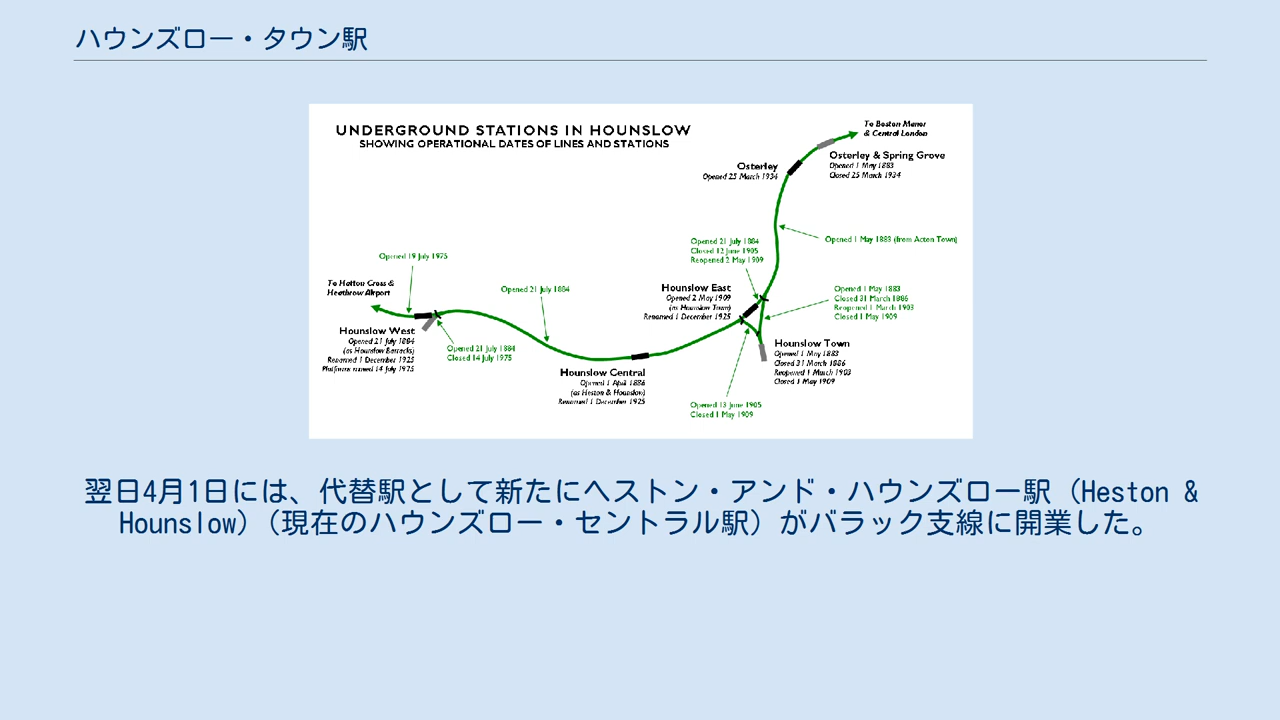 ハウンズロー・タウン駅
UNDERGROUND STATIONS IN HOUNSLOW
SHOWING OPERATIONAL DATES OF LINES AND STATIONS
To Boston Manor
& Central London
Osterley & Spring Grove
Opened 1 May 1883
Closed 25 March 1934
Osterley
Opened 25 March 1934
Opened 1 May 1883 (from Acton Town)
Opened 21 July 1884
Closed 12 June 1905
Reopened 2 May 1909
Opened 19 July 1975
To Hatton Cross &
Heathrow Airport
Opened 21 July 1884
Hounslow East
Opened 2 May 1909
(as Hounslow Town)
Renamed 1 December 1925
Opened 1 May 1883
Closed 31 March 1886
Reopened 1 March 1903
Closed 1 May 1909
Hounslow West
Opened 21 July 1884
(as Hounslow Barracks)
Renamed 1 December 1925
Platforms moved 14 July 1975
Opened 21 July 1884
Closed 14 July 1975
Hounslow Town
Opened 1 May 1883
Closed 31 March 1886
Reopened 1 March 1903
Closed 1 May 1909
Hounslow Central
Opened 1 April 1886
(as Heston & Hounslow)
Renamed 1 December 1925
Opened 13 June 1905
Closed 1 May 1909
翌日4月1日には、代替駅として新たにヘストン・アンド・ハウンズロー駅（Heston &
Hounslow）（現在のハウンズロー・セントラル駅）がバラック支線に開業した。